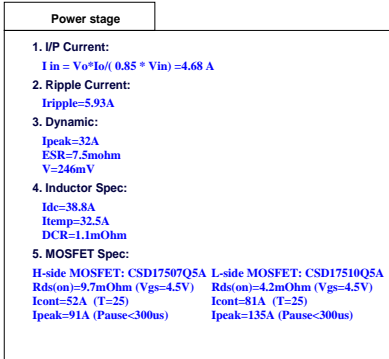 Power stage
1. I/P Current:
I in = Vo*Io/( 0.85 * Vin) =4.68 A
2. Ripple Current:
Iripple=5.93A
3. Dynamic:
Ipeak=32A
ESR=7.5mohm
V=246mV
4. Inductor Spec:
Idc=38.8A
Itemp=32.5A
DCR=1.1mOhm
5. MOSFET Spec:
H-side MOSFET: CSD17507Q5A L-side MOSFET: CSD17510Q5A
Rds(on)=9.7mOhm (Vgs=4.5V) Rds(on)=4.2mOhm (Vgs=4.5V)
Icont=52A (T=25) Icont=81A (T=25)
Ipeak=91A (Pause<300us) Ipeak=135A (Pause<300us)